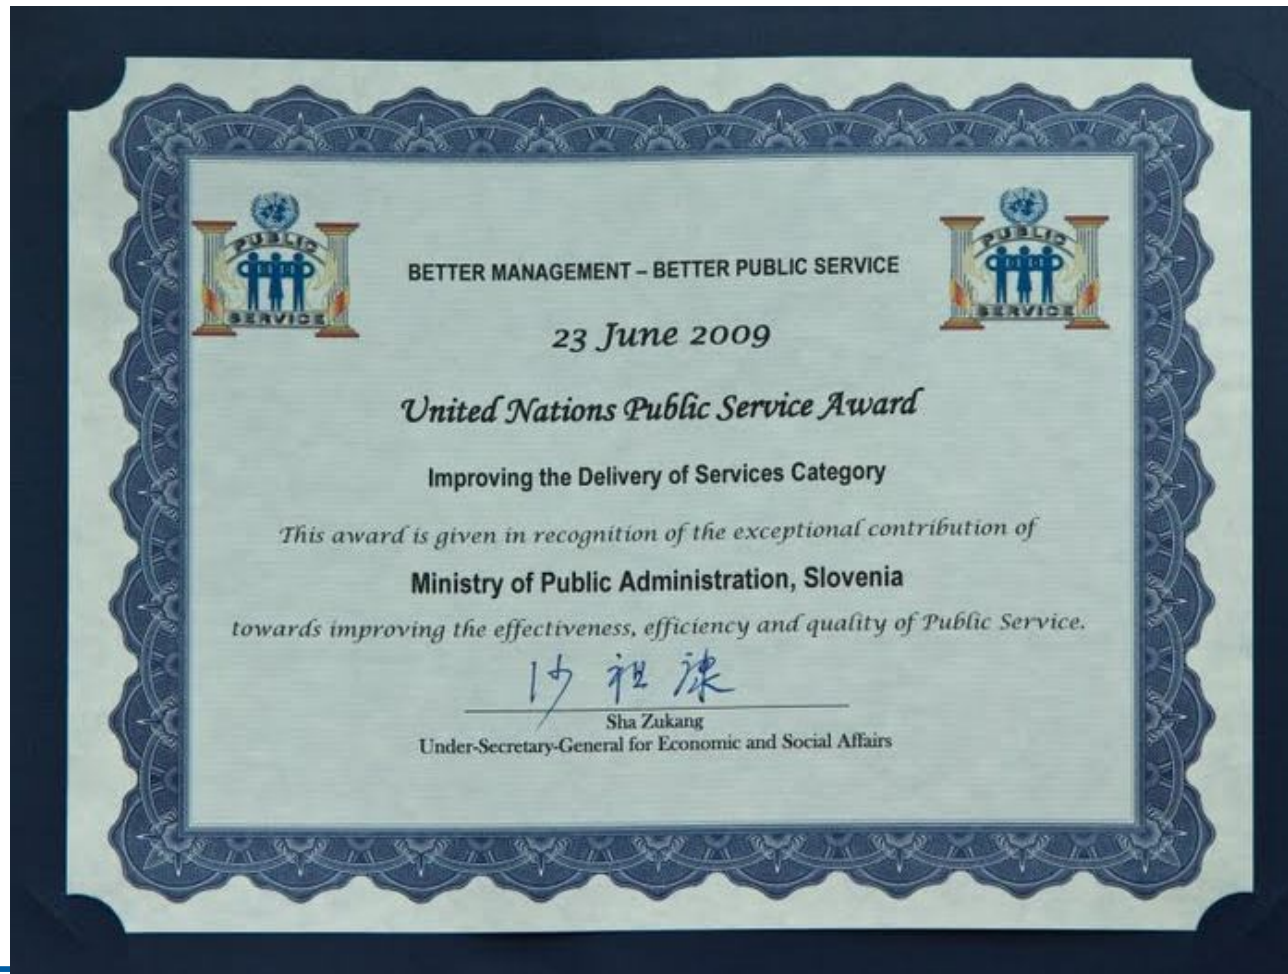 PUBLIC
SERVICE
PUBLIC
SERVICE
BETTER MANAGEMENT – BETTER PUBLIC SERVICE
23 June 2009
United Nations Public Service Award
Improving the Delivery of Services Category
This award is given in recognition of the exceptional contribution of
Ministry of Public Administration, Slovenia
towards improving the effectiveness, efficiency and quality of Public Service.
沙祖康
Sha Zukang
Under-Secretary-General for Economic and Social Affairs